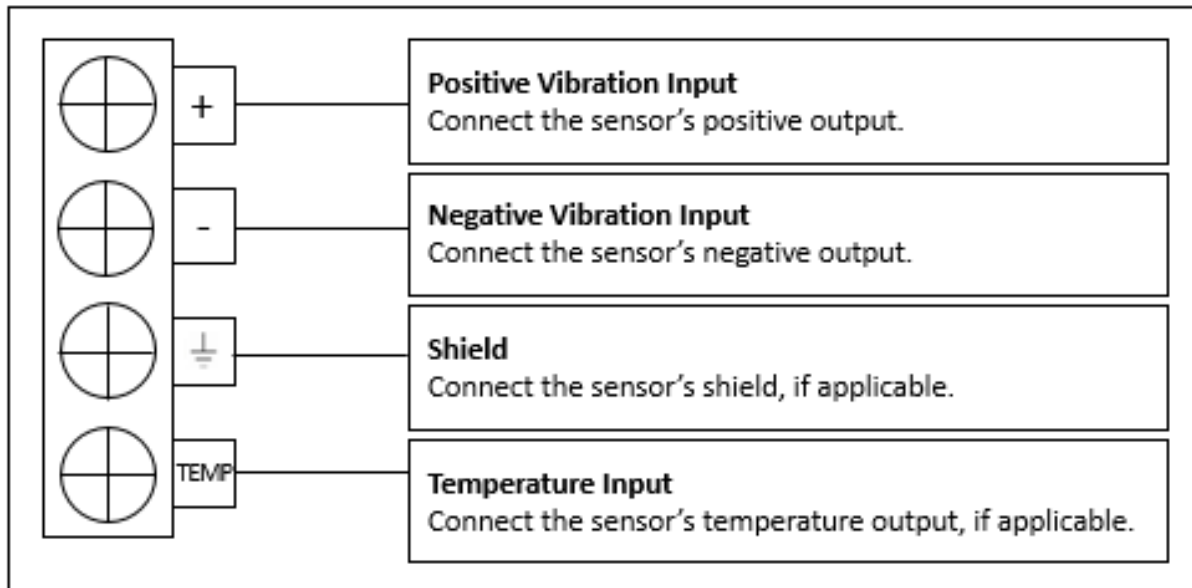 +
Positive Vibration Input
Connect the sensor’s positive output.
-
Negative Vibration Input
Connect the sensor’s negative output.
Shield
Connect the sensor’s shield, if applicable.
TEMP
Temperature Input
Connect the sensor’s temperature output, if applicable.